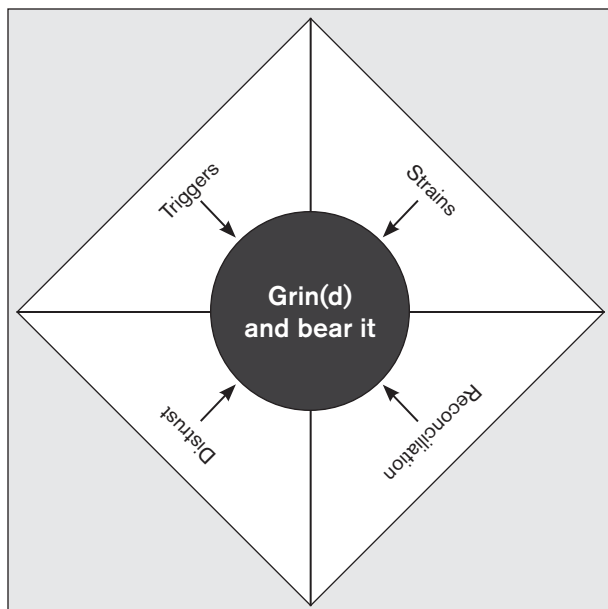 Triggers
Strains
Grin(d)
and bear it
Distrust
Reconciliation